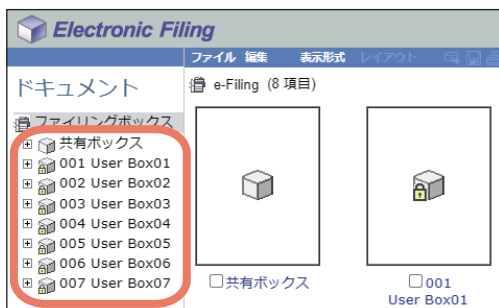 Electronic Filing
ファイル 編集 表示形式 レイアウト
ドキュメント
e-Filing (8 項目)
ファイリングボックス
共有ボックス
001 User Box01
002 User Box02
003 User Box03
004 User Box04
005 User Box05
006 User Box06
007 User Box07
共有ボックス
001
User Box01